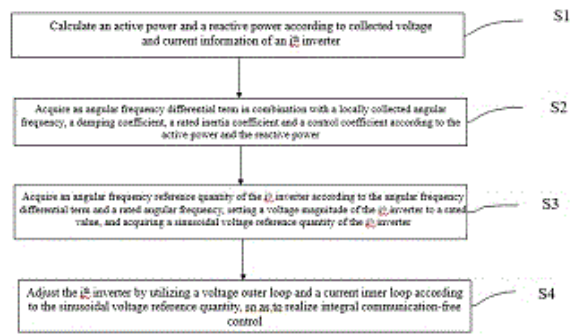 S1
Calculate an active power and a reactive power according to collected voltage
and current information of an ith inverter
S2
Acquire an angular frequency differential term in combination with a locally collected angular
frequency, a damping coefficient, a rated inertia coefficient and a control coefficient according to the
active power and the reactive power
Acquire an angular frequency reference quantity of the ith inverter according to the angular frequency
differential term and a rated angular frequency, setting a voltage magnitude of the ith inverter to a rated
value, and acquiring a sinusoidal voltage reference quantity of the ith inverter
S3
Adjust the ith inverter by utilizing a voltage outer loop and a current inner loop according
to the sinusoidal voltage reference quantity, so as to realize integral communication-free
control
S4